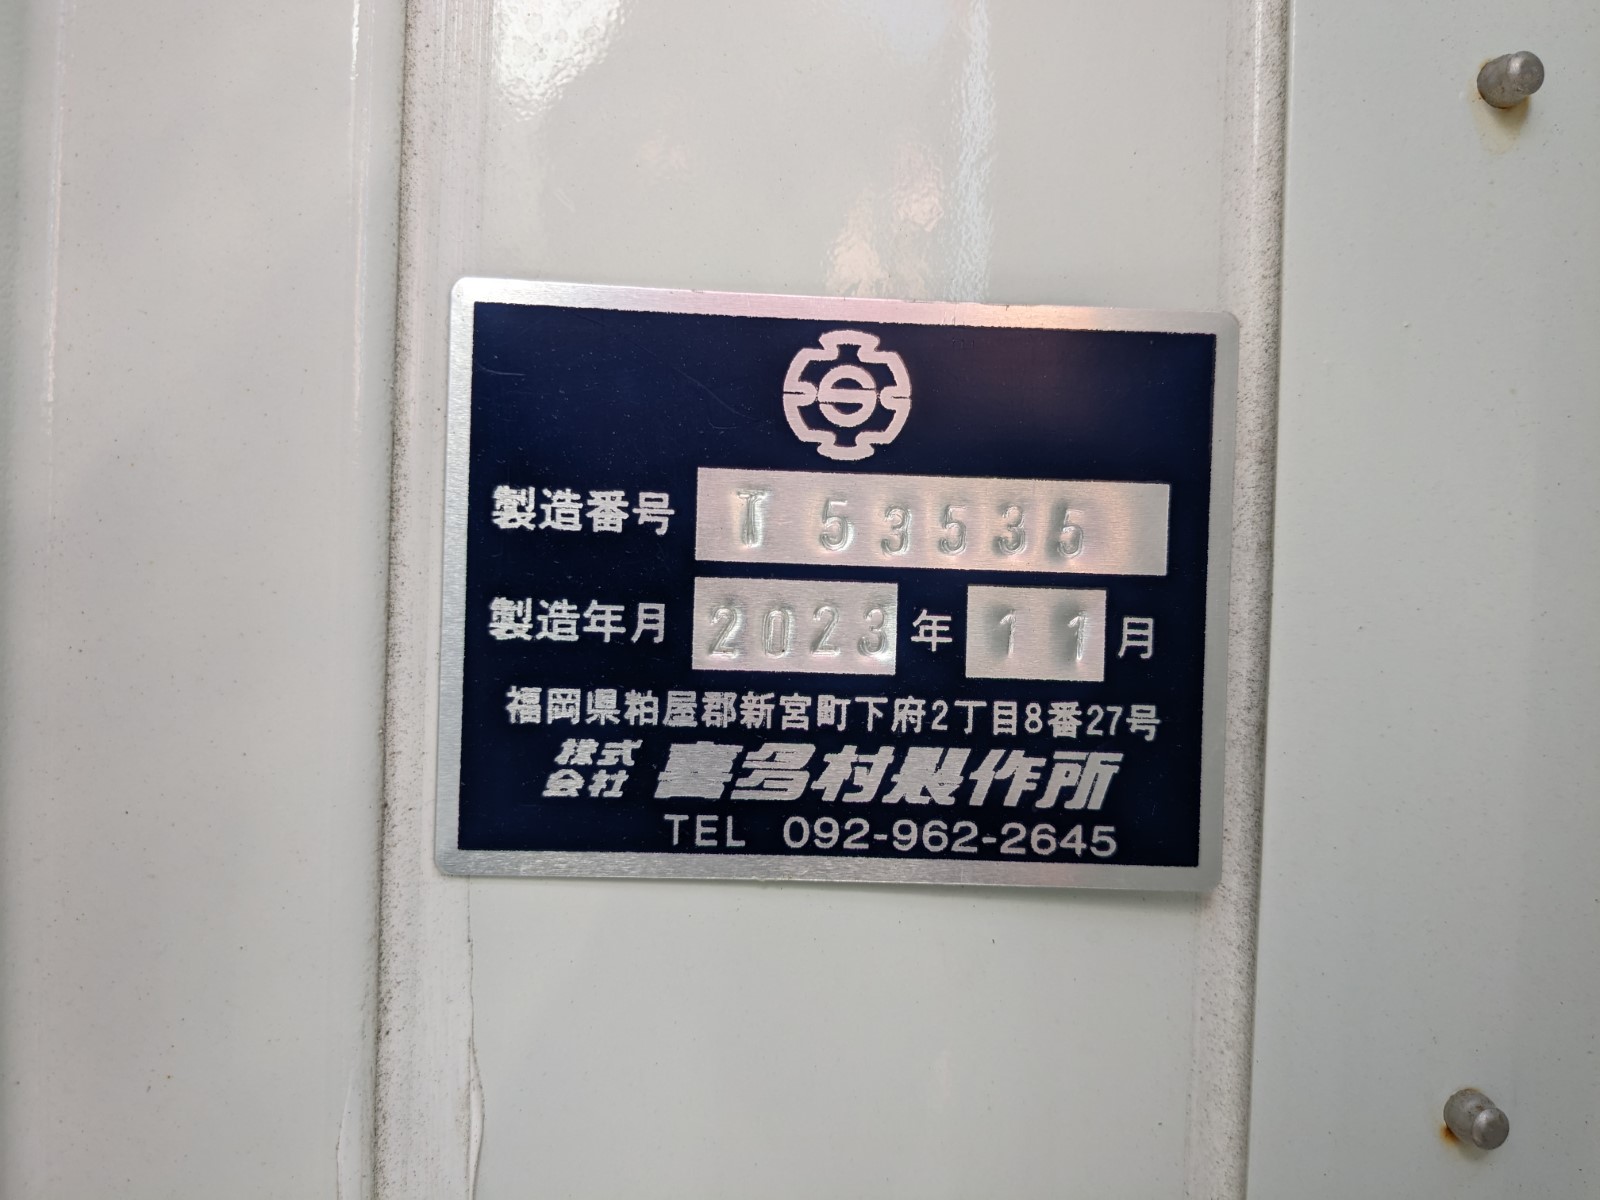 製造番号 T 53535
製造年月 2023 年 11 月
福岡県粕屋郡新宮町下府2丁目8番27号
株式会社 喜多村製作所
TEL 092-962-2645